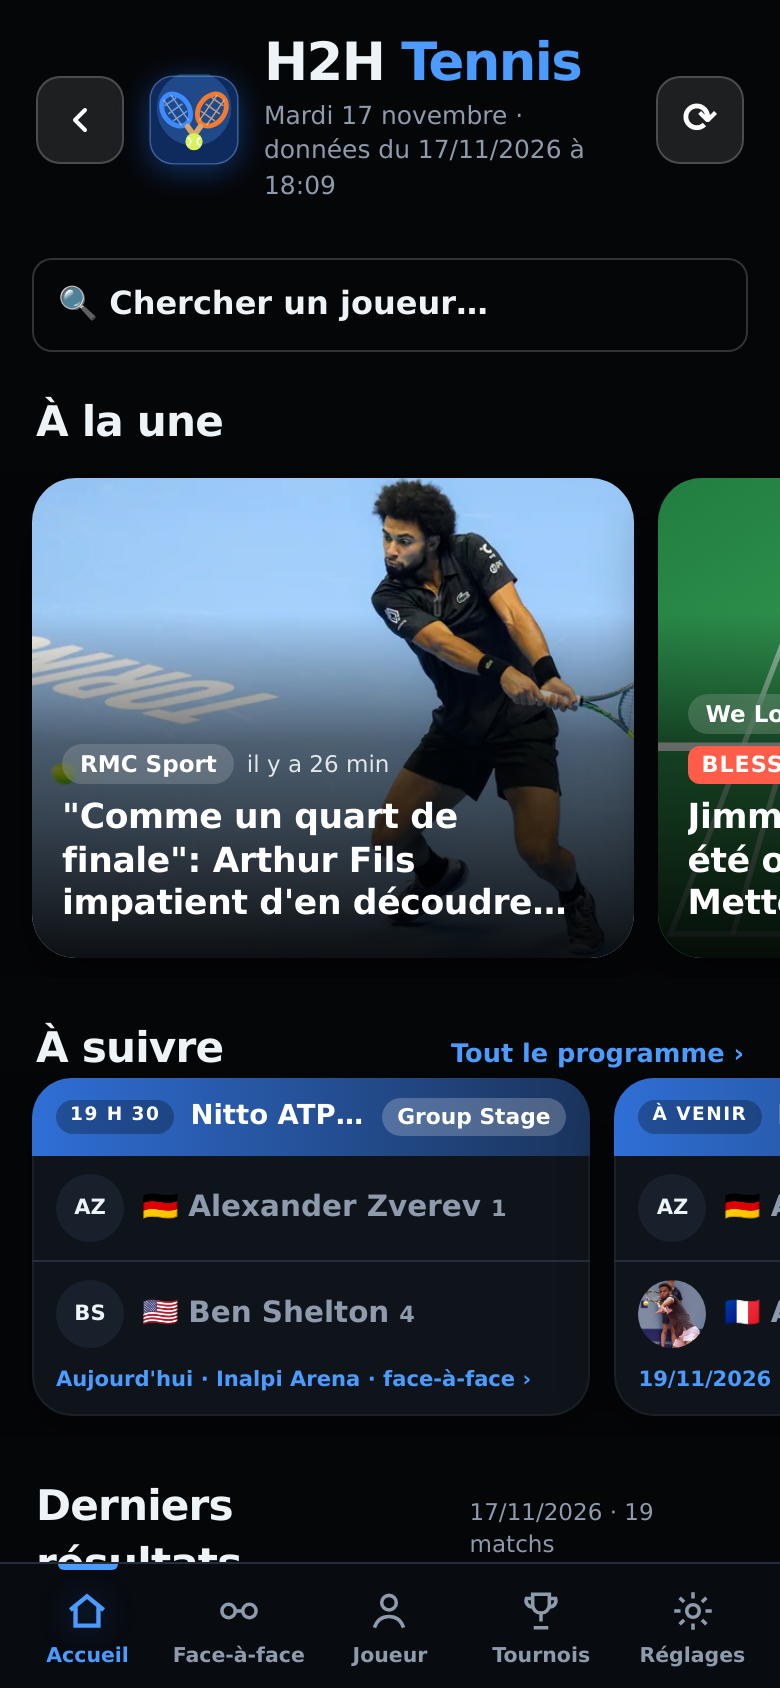 H2H Tennis
Mardi 17 novembre ·
données du 17/11/2026 à
18:09
🔍 Chercher un joueur…
À la une
TORINO
RMC Sport il y a 26 min
"Comme un quart de
finale": Arthur Fils
impatient d'en découdre…
We Lo
BLESS
Jimm
été o
Mette
À suivre
Tout le programme ›
19 H 30 Nitto ATP… Group Stage
AZ 🇩🇪 Alexander Zverev 1
BS 🇺🇸 Ben Shelton 4
Aujourd'hui · Inalpi Arena · face-à-face ›
À VENIR
AZ 🇩🇪 A
🇫🇷 A
19/11/2026
Derniers
résultats
17/11/2026 · 19
matchs
Accueil
Face-à-face
Joueur
Tournois
Réglages